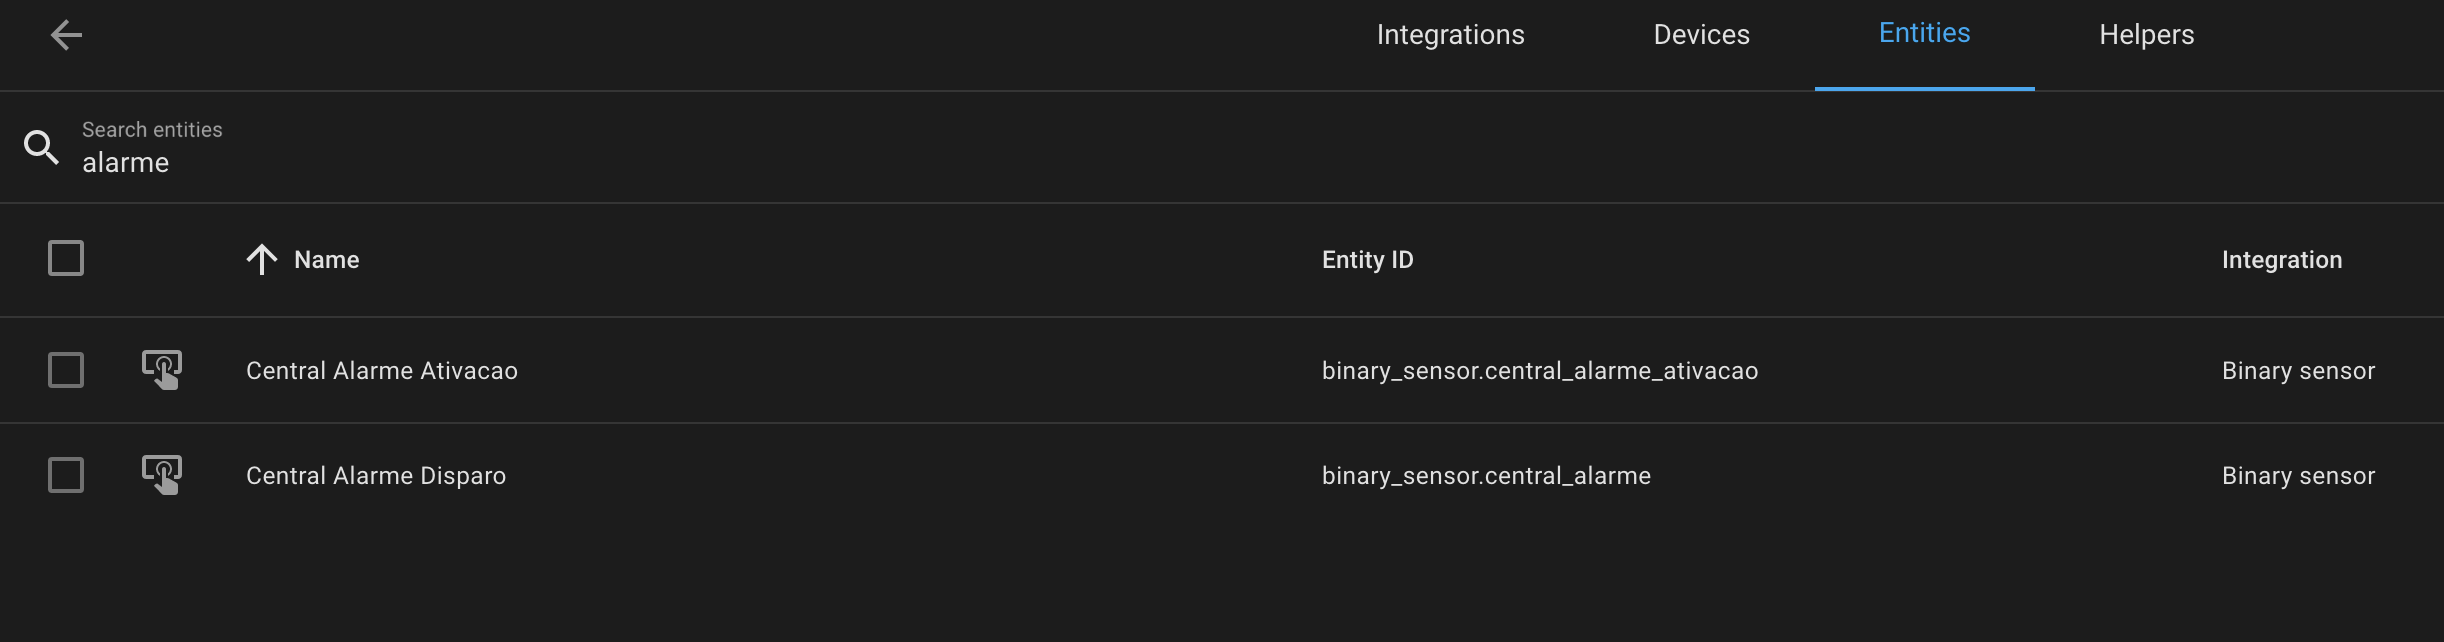 Integrations Devices Entities Helpers
Search entities
alarme
Name Entity ID Integration
Central Alarme Ativacao binary_sensor.central_alarme_ativacao Binary sensor
Central Alarme Disparo binary_sensor.central_alarme Binary sensor